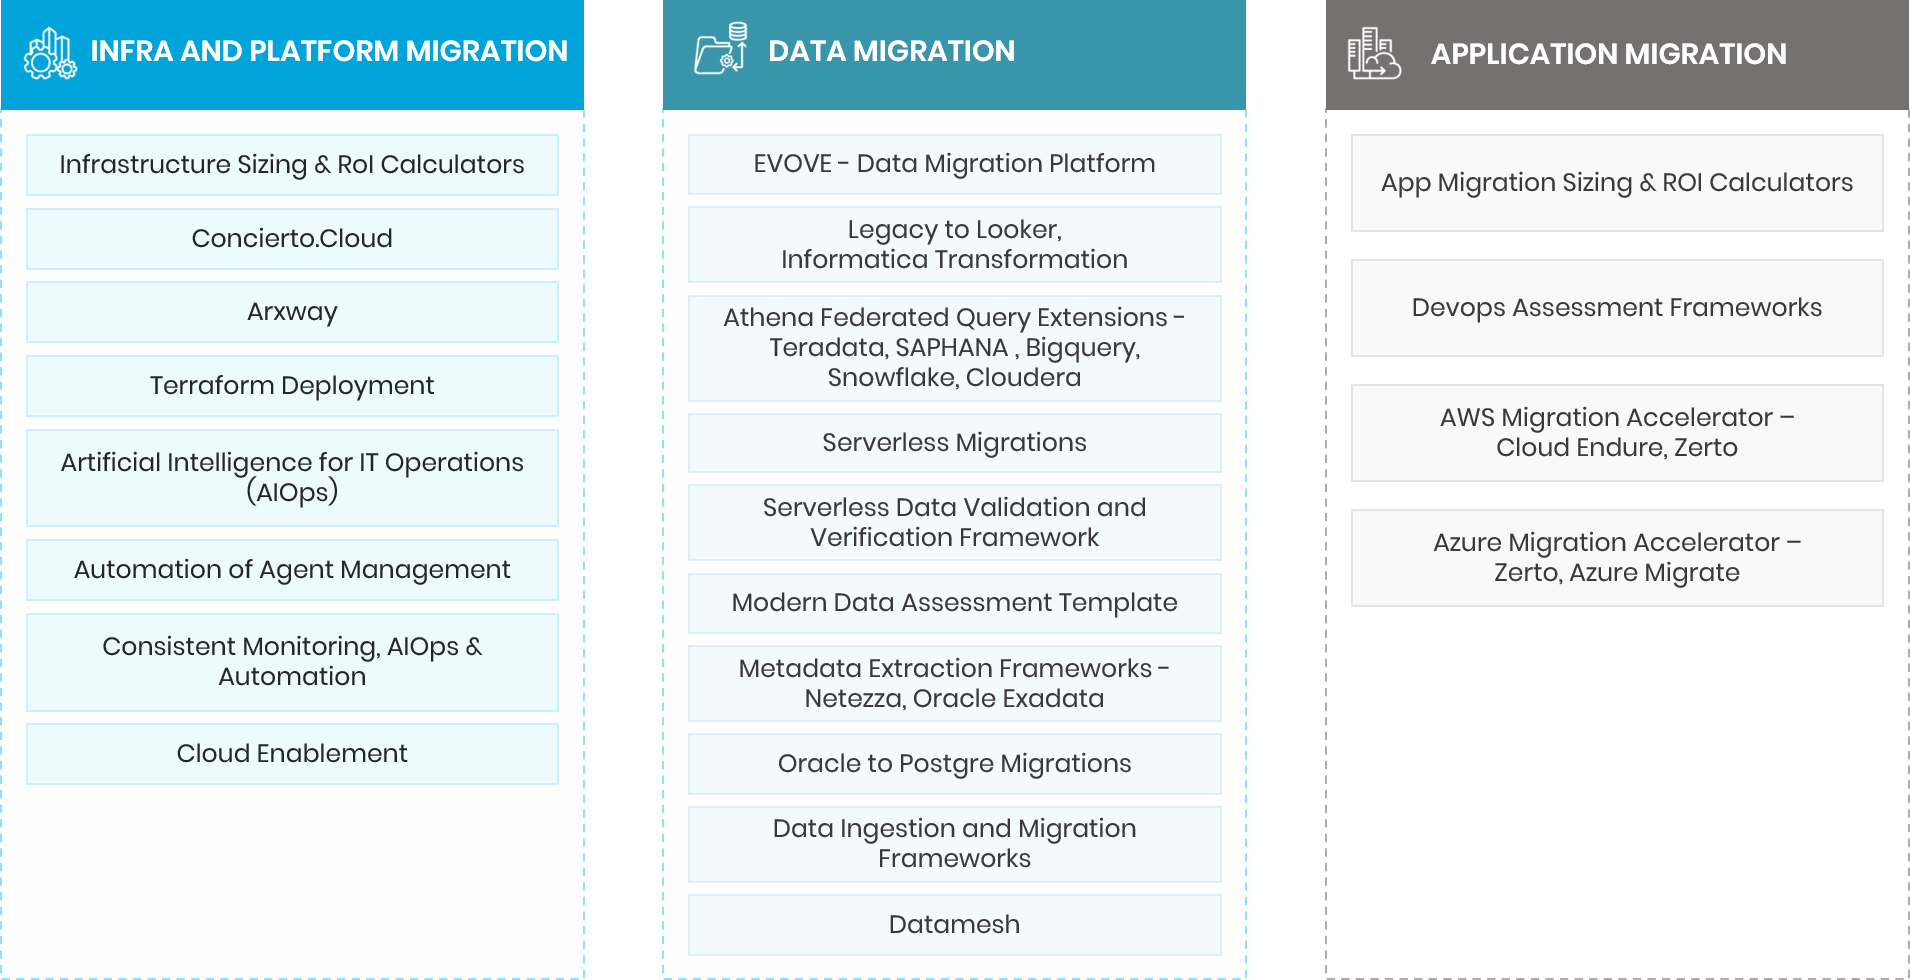 INFRA AND PLATFORM MIGRATION
Infrastructure Sizing & RoI Calculators
Concierto.Cloud
Arxway
Terraform Deployment
Artificial Intelligence for IT Operations
(AIOps)
Automation of Agent Management
Consistent Monitoring, AIOps &
Automation
Cloud Enablement
DATA MIGRATION
EVOVE - Data Migration Platform
Legacy to Looker,
Informatica Transformation
Athena Federated Query Extensions -
Teradata, SAPHANA , Bigquery,
Snowflake, Cloudera
Serverless Migrations
Serverless Data Validation and
Verification Framework
Modern Data Assessment Template
Metadata Extraction Frameworks -
Netezza, Oracle Exadata
Oracle to Postgre Migrations
Data Ingestion and Migration
Frameworks
Datamesh
APPLICATION MIGRATION
App Migration Sizing & ROI Calculators
Devops Assessment Frameworks
AWS Migration Accelerator –
Cloud Endure, Zerto
Azure Migration Accelerator –
Zerto, Azure Migrate